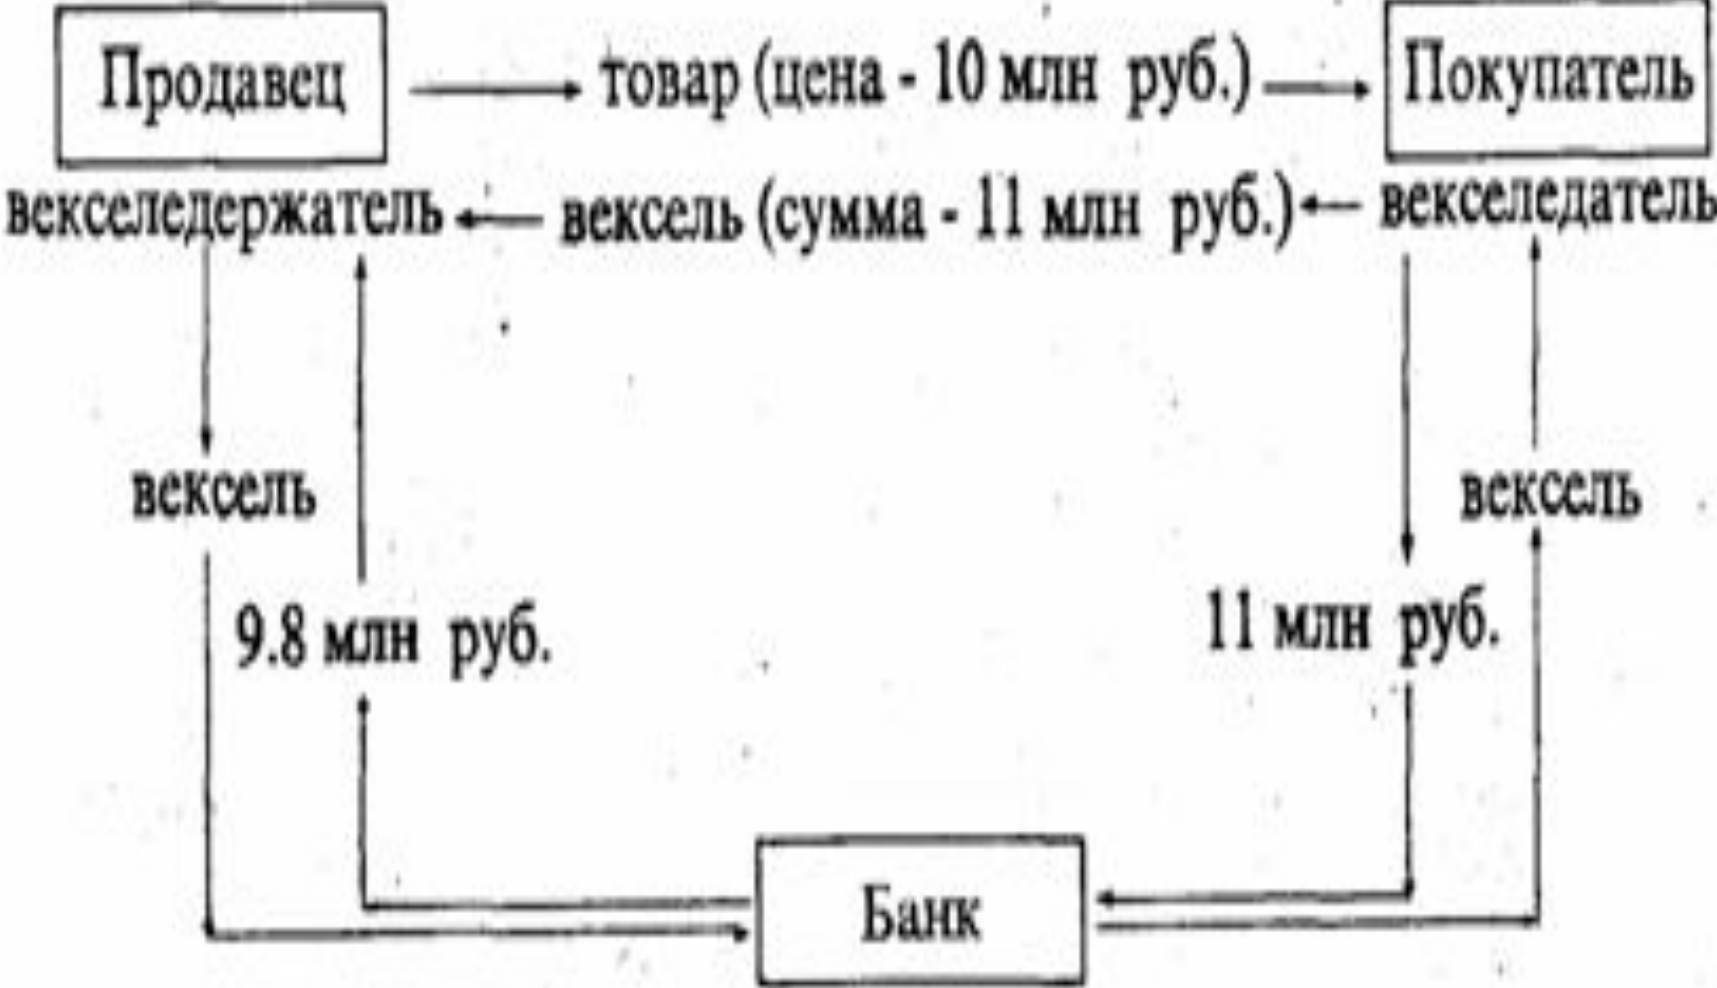 Продавец товар (цена - 10 млн руб.) Покупатель
векселедержатель вексель (сумма - 11 млн руб.) векселедатель
вексель вексель
9.8 млн руб. 11 млн руб.
Банк